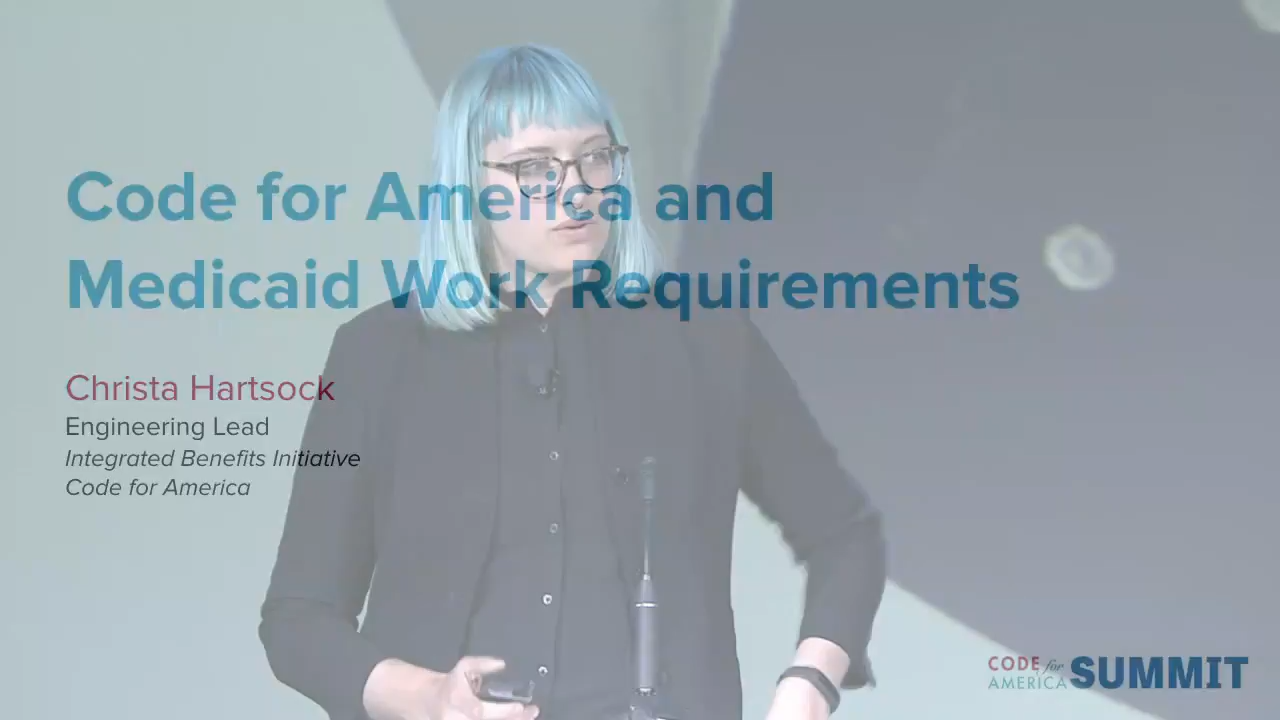 Code for America and
Medicaid Work Requirements
Christa Hartsock
Engineering Lead
Integrated Benefits Initiative
Code for America
CODE for
AMERICA SUMMIT